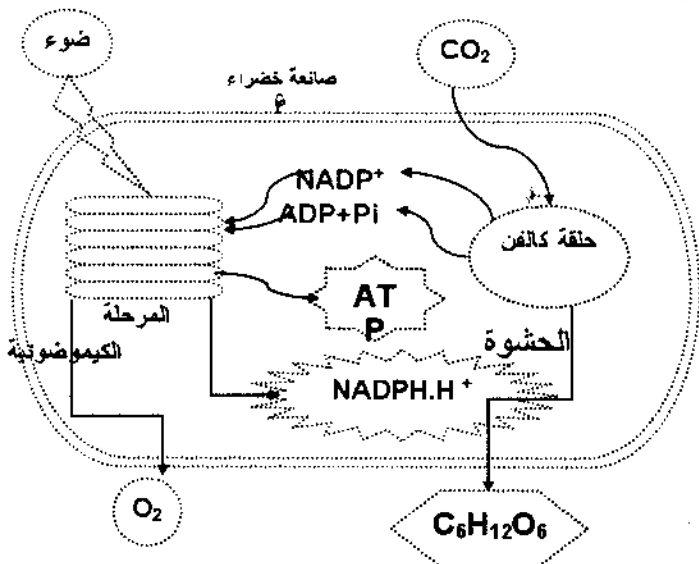 ضوء
CO₂
صانعة خضراء
NADP⁺
ADP+Pi
حلقة كالفن
AT
P
المرحلة
الكيموضوئية
الحشوة
NADPH.H⁺
O₂
C₆H₁₂O₆